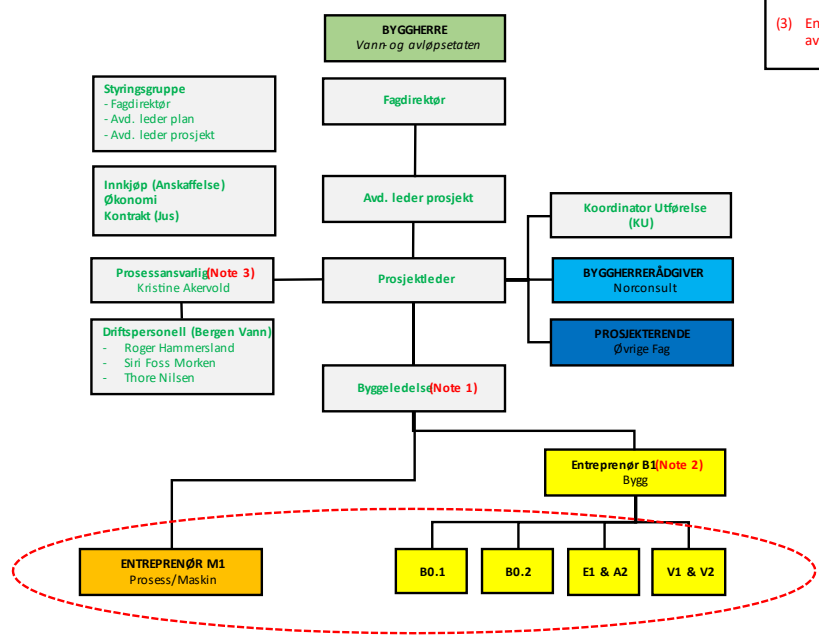 BYGGHERRE
Vann- og avløpsetaten
(3) En
av
Styringsgruppe
- Fagdirektør
- Avd. leder plan
- Avd. leder prosjekt
Fagdirektør
Innkjøp (Anskaffelse)
Økonomi
Kontrakt (Jus)
Avd. leder prosjekt
Koordinator Utførelse
(KU)
Prosessansvarlig (Note 3)
Kristine Akervold
Prosjektleder
BYGGHERRERÅDGIVER
Norconsult
Driftspersonell (Bergen Vann)
- Roger Hammersland
- Siri Foss Morken
- Thore Nilsen
PROSJEKTERENDE
Øvrige Fag
Byggeledelse (Note 1)
Entreprenør B1 (Note 2)
Bygg
ENTREPRENØR M1
Prosess/Maskin
B0.1
B0.2
E1 & A2
V1 & V2